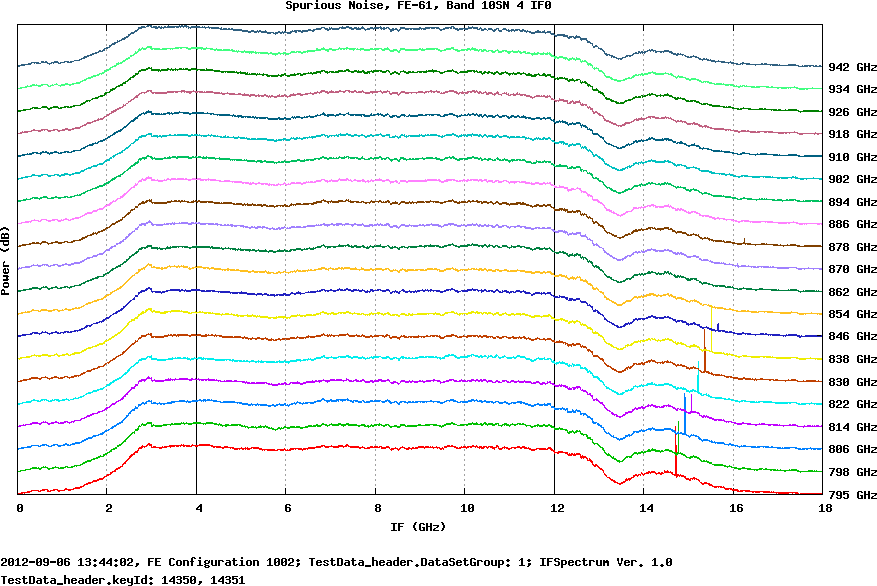 Spurious Noise, FE-61, Band 10SN 4 IF0
Power (dB)
942 GHz
934 GHz
926 GHz
918 GHz
910 GHz
902 GHz
894 GHz
886 GHz
878 GHz
870 GHz
862 GHz
854 GHz
846 GHz
838 GHz
830 GHz
822 GHz
814 GHz
806 GHz
798 GHz
795 GHz
0 2 4 6 8 10 12 14 16 18
IF (GHz)
2012-09-06 13:44:02, FE Configuration 1002; TestData_header.DataSetGroup: 1; IFSpectrum Ver. 1.0
TestData_header.keyId: 14350, 14351